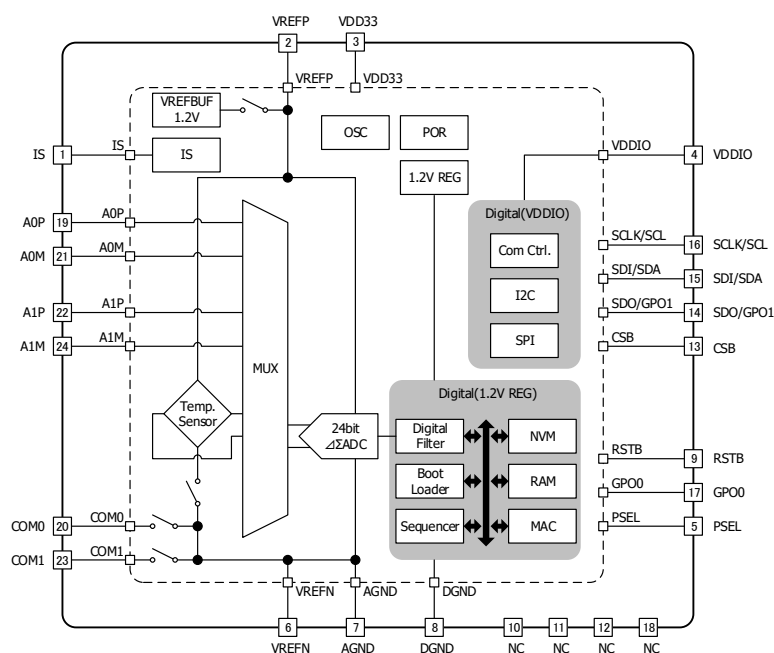 VREFP VDD33
2 3
VREFP VDD33
VREFBUF
1.2V
OSC
POR
IS 1 IS
IS
1.2V REG
VDDIO 4 VDDIO
A0P 19 A0P
A0M 21 A0M
A1P 22 A1P
A1M 24 A1M
MUX
Temp.
Sensor
24bit
⊿ΣADC
Digital(VDDIO)
Com Ctrl.
I2C
SPI
SCLK/SCL 16 SCLK/SCL
SDI/SDA 15 SDI/SDA
SDO/GPO1 14 SDO/GPO1
CSB 13 CSB
Digital(1.2V REG)
Digital
Filter
NVM
Boot
Loader
RAM
Sequencer
MAC
RSTB 9 RSTB
GPO0 17 GPO0
PSEL 5 PSEL
COM0 20 COM0
COM1 23 COM1
VREFN AGND DGND
6 7 8 10 11 12 18
VREFN AGND DGND NC NC NC NC